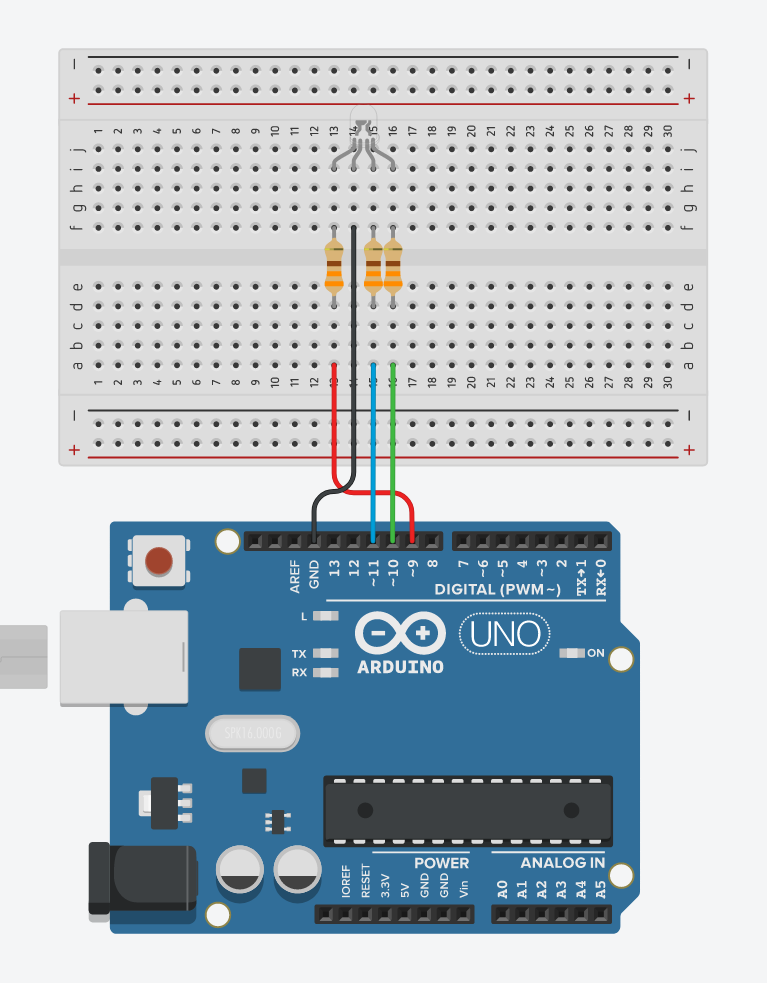 − −
+ +
1 2 3 4 5 6 7 8 9 10 11 12 13 14 15 16 17 18 19 20 21 22 23 24 25 26 27 28 29 30
j j
i i
h h
g g
f f
e e
d d
c c
b b
a a
1 2 3 4 5 6 7 8 9 10 11 12 13 14 15 16 17 18 19 20 21 22 23 24 25 26 27 28 29 30
− −
+ +
AREF GND 13 12 ~11 ~10 ~9 8 7 ~6 ~5 4 ~3 2 TX→1 RX←0
DIGITAL (PWM~)
L
TX
RX
ARDUINO
UNO
ON
SPK16.000G
POWER
ANALOG IN
IOREF RESET 3.3V 5V GND GND Vin A0 A1 A2 A3 A4 A5